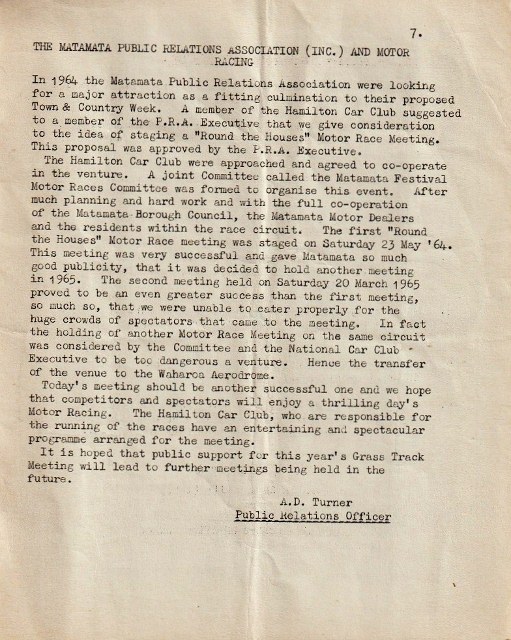 7.
THE MATAMATA PUBLIC RELATIONS ASSOCIATION (INC.) AND MOTOR
RACING
In 1964 the Matamata Public Relations Association were looking
for a major attraction as a fitting culmination to their proposed
Town & Country Week. A member of the Hamilton Car Club suggested
to a member of the P.R.A. Executive that we give consideration
to the idea of staging a "Round the Houses" Motor Race Meeting.
This proposal was approved by the P.R.A. Executive.
The Hamilton Car Club were approached and agreed to co-operate
in the venture. A joint Committee called the Matamata Festival
Motor Races Committee was formed to organise this event. After
much planning and hard work and with the full co-operation
of the Matamata Borough Council, the Matamata Motor Dealers
and the residents within the race circuit. The first "Round
the Houses" Motor Race meeting was staged on Saturday 23 May '64.
This meeting was very successful and gave Matamata so much
good publicity, that it was decided to hold another meeting
in 1965. The second meeting held on Saturday 20 March 1965
proved to be an even greater success than the first meeting,
so much so, that we were unable to cater properly for the
huge crowds of spectators that came to the meeting. In fact
the holding of another Motor Race Meeting on the same circuit
was considered by the Committee and the National Car Club
Executive to be too dangerous a venture. Hence the transfer
of the venue to the Waharoa Aerodrome.
Today's meeting should be another successful one and we hope
that competitors and spectators will enjoy a thrilling day's
Motor Racing. The Hamilton Car Club, who are responsible for
the running of the races have an entertaining and spectacular
programme arranged for the meeting.
It is hoped that public support for this year's Grass Track
Meeting will lead to further meetings being held in the
future.
A.D. Turner
Public Relations Officer